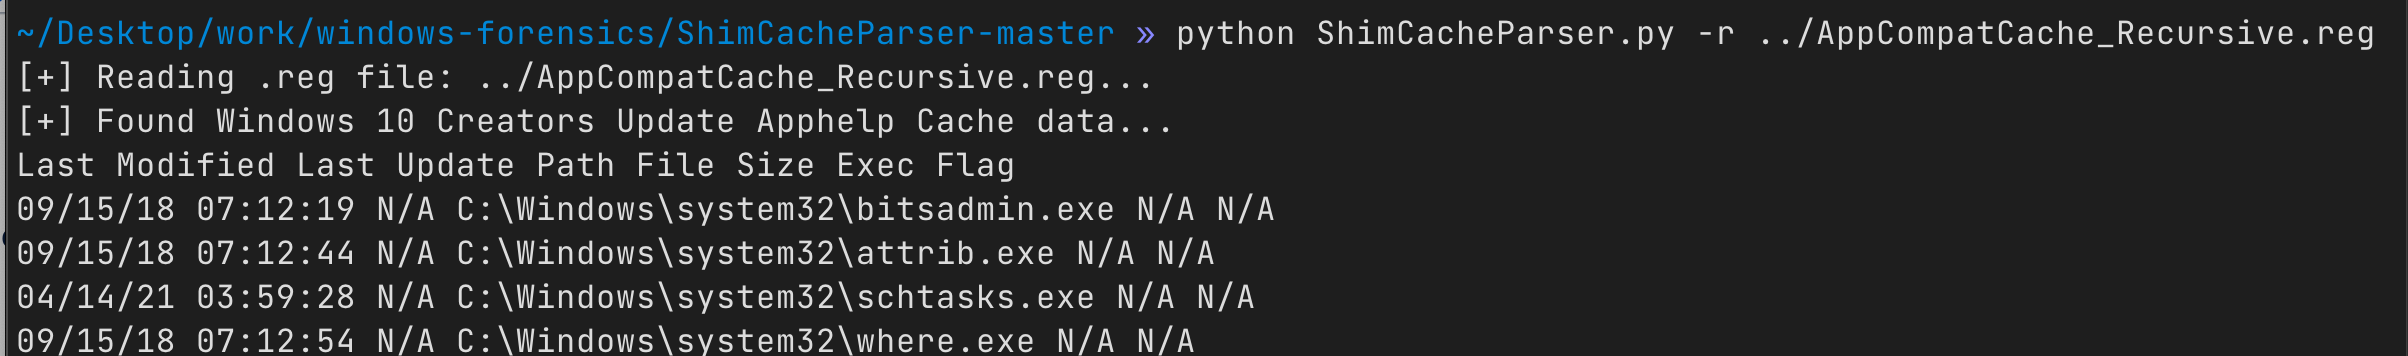 ~/Desktop/work/windows-forensics/ShimCacheParser-master » python ShimCacheParser.py -r ../AppCompatCache_Recursive.reg
[+] Reading .reg file: ../AppCompatCache_Recursive.reg...
[+] Found Windows 10 Creators Update Apphelp Cache data...
Last Modified Last Update Path File Size Exec Flag
09/15/18 07:12:19 N/A C:\Windows\system32\bitsadmin.exe N/A N/A
09/15/18 07:12:44 N/A C:\Windows\system32\attrib.exe N/A N/A
04/14/21 03:59:28 N/A C:\Windows\system32\schtasks.exe N/A N/A
09/15/18 07:12:54 N/A C:\Windows\system32\where.exe N/A N/A